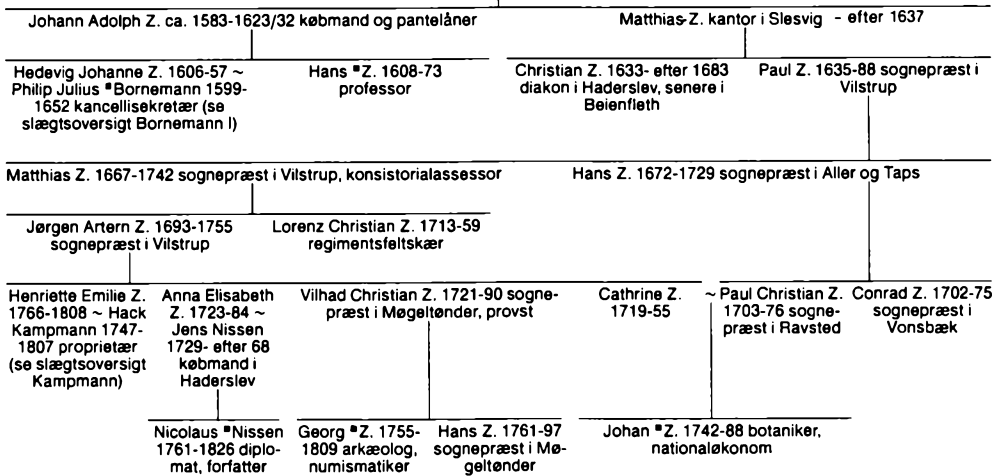 Johann Adolph Z. ca. 1583-1623/32 købmand og pantelåner
Matthias Z. kantor i Slesvig - efter 1637
Hedevig Johanne Z. 1606-57 ~
Philip Julius *Bornemann 1599-
1652 kancellisekretær (se
slægtsoversigt Bornemann I)
Hans *Z. 1608-73
professor
Christian Z. 1633- efter 1683
diakon i Haderslev, senere i
Beienfleth
Paul Z. 1635-88 sognepræst i
Vilstrup
Matthias Z. 1667-1742 sognepræst i Vilstrup, konsistorialassessor
Hans Z. 1672-1729 sognepræst i Aller og Taps
Jørgen Artern Z. 1693-1755
sognepræst i Vilstrup
Lorenz Christian Z. 1713-59
regimentsfeltskær
Henriette Emilie Z.
1766-1808 ~ Hack
Kampmann 1747-
1807 proprietær
(se slægtsoversigt
Kampmann)
Anna Elisabeth
Z. 1723-84 ~
Jens Nissen
1729- efter 68
købmand i
Haderslev
Vilhad Christian Z. 1721-90 sogne-
præst i Møgeltønder, provst
Cathrine Z.
1719-55
~ Paul Christian Z.
1703-76 sogne-
præst i Ravsted
Conrad Z. 1702-75
sognepræst i
Vonsbæk
Nicolaus *Nissen
1761-1826 diplo-
mat, forfatter
Georg *Z. 1755-
1809 arkæolog,
numismatiker
Hans Z. 1761-97
sognepræst i Mø-
geltønder
Johan *Z. 1742-88 botaniker,
nationaløkonom